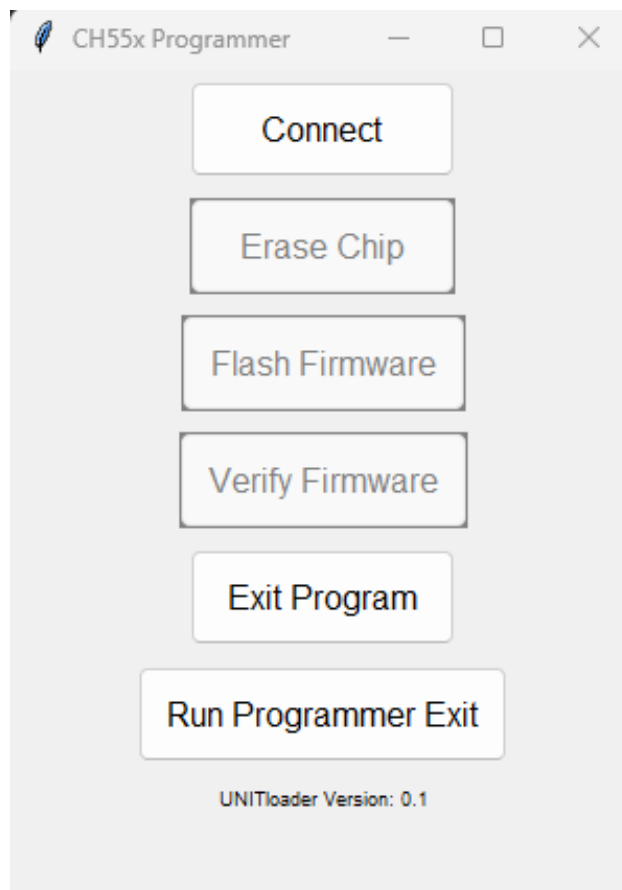 CH55x Programmer
Connect
Erase Chip
Flash Firmware
Verify Firmware
Exit Program
Run Programmer Exit
UNITloader Version: 0.1